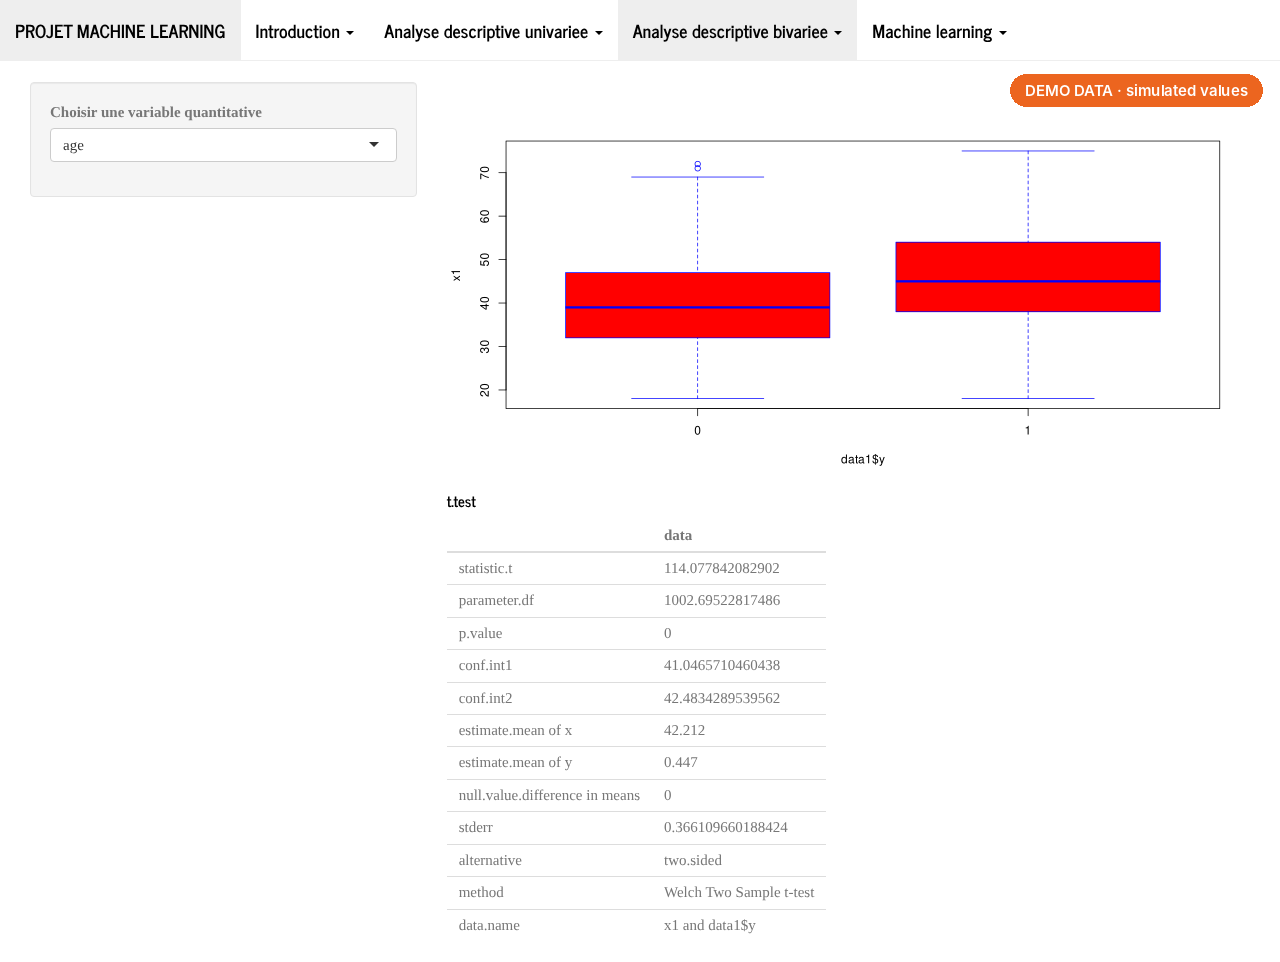 PROJET MACHINE LEARNING Introduction Analyse descriptive univariee Analyse descriptive bivariee Machine learning
DEMO DATA · simulated values
Choisir une variable quantitative
age
70
60
50
40
30
20
x1
0 1
data1$y
t.test
data
statistic.t 114.077842082902
parameter.df 1002.69522817486
p.value 0
conf.int1 41.0465710460438
conf.int2 42.4834289539562
estimate.mean of x 42.212
estimate.mean of y 0.447
null.value.difference in means 0
stderr 0.366109660188424
alternative two.sided
method Welch Two Sample t-test
data.name x1 and data1$y